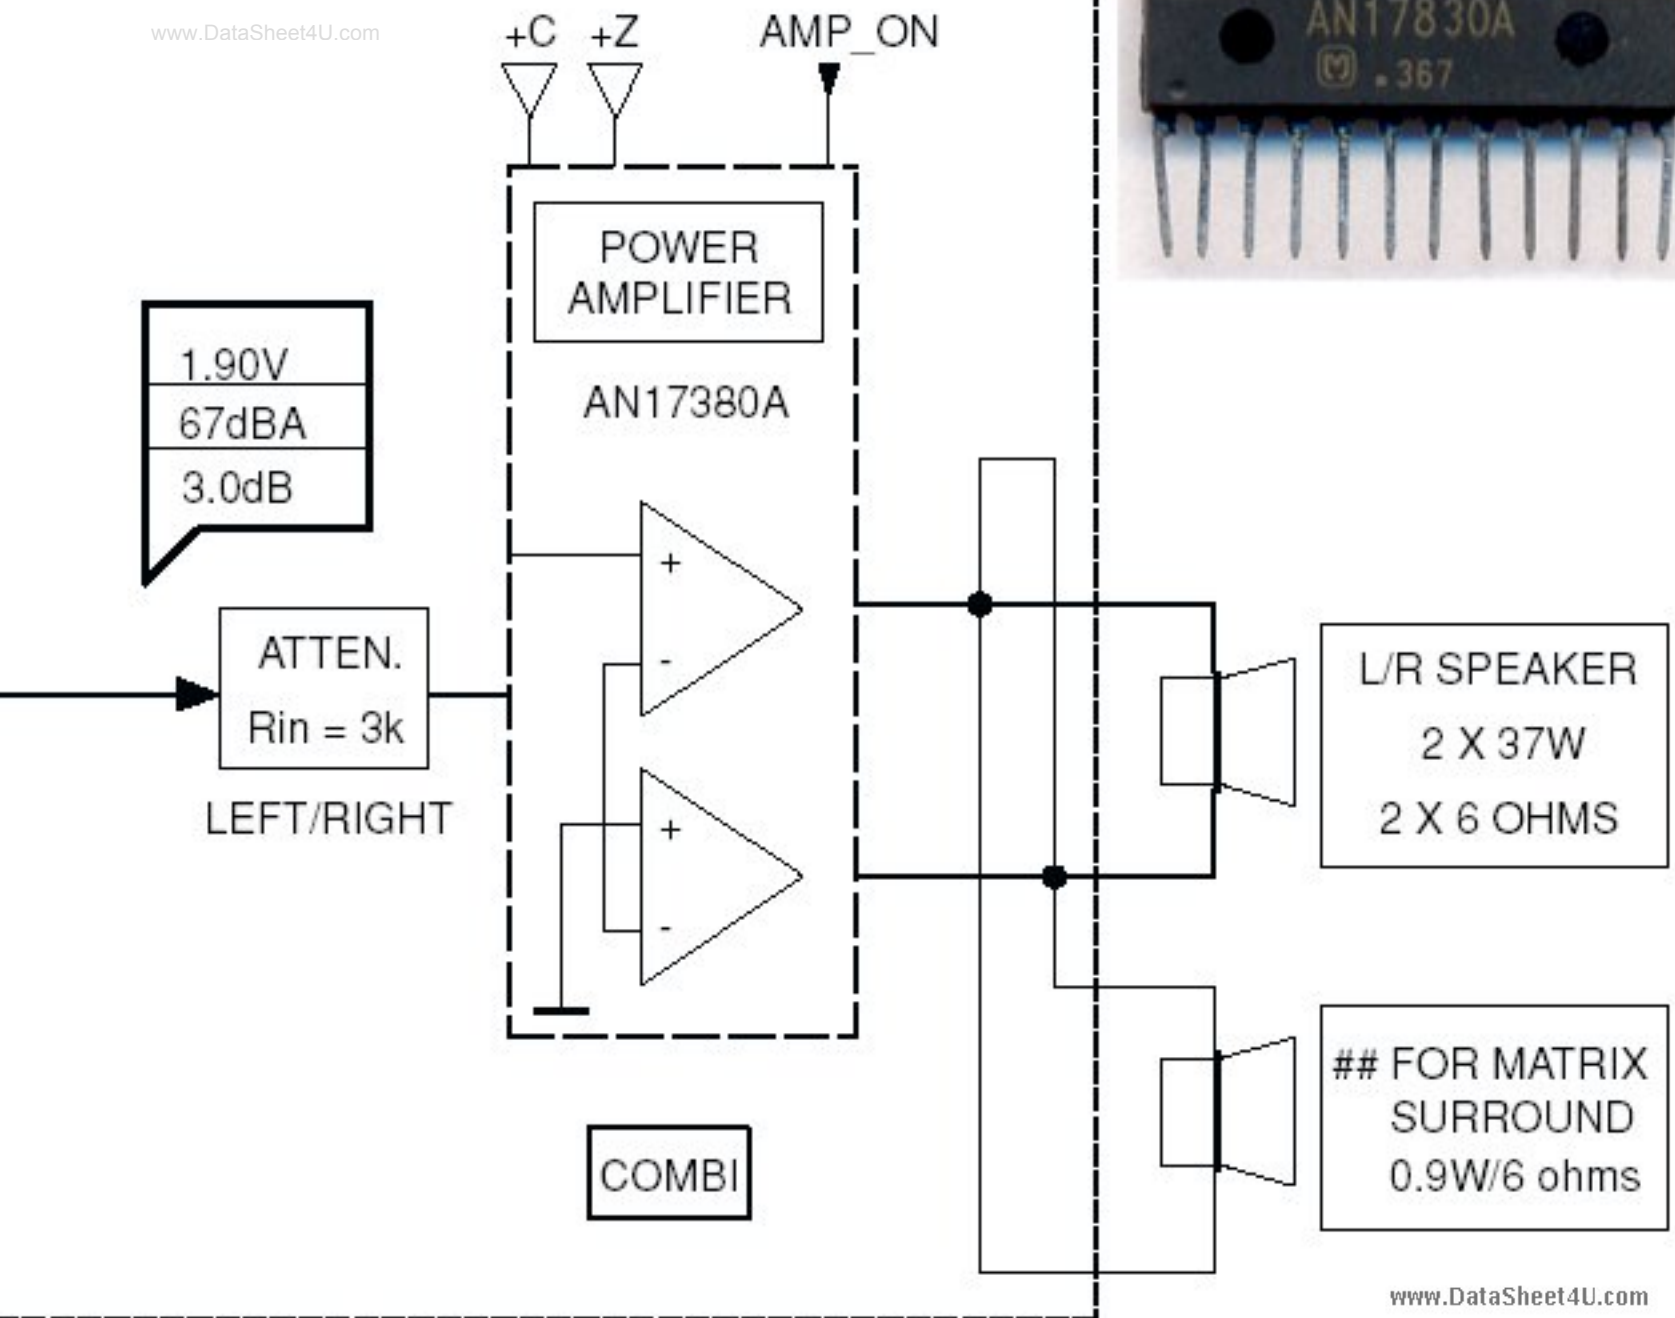 www.DataSheet4U.com
+C +Z AMP_ON
AN17830A
.367
POWER
AMPLIFIER
AN17380A
1.90V
67dBA
3.0dB
+
-
ATTEN.
Rin = 3k
LEFT/RIGHT
+
-
L/R SPEAKER
2 X 37W
2 X 6 OHMS
## FOR MATRIX
SURROUND
0.9W/6 ohms
COMBI
www.DataSheet4U.com